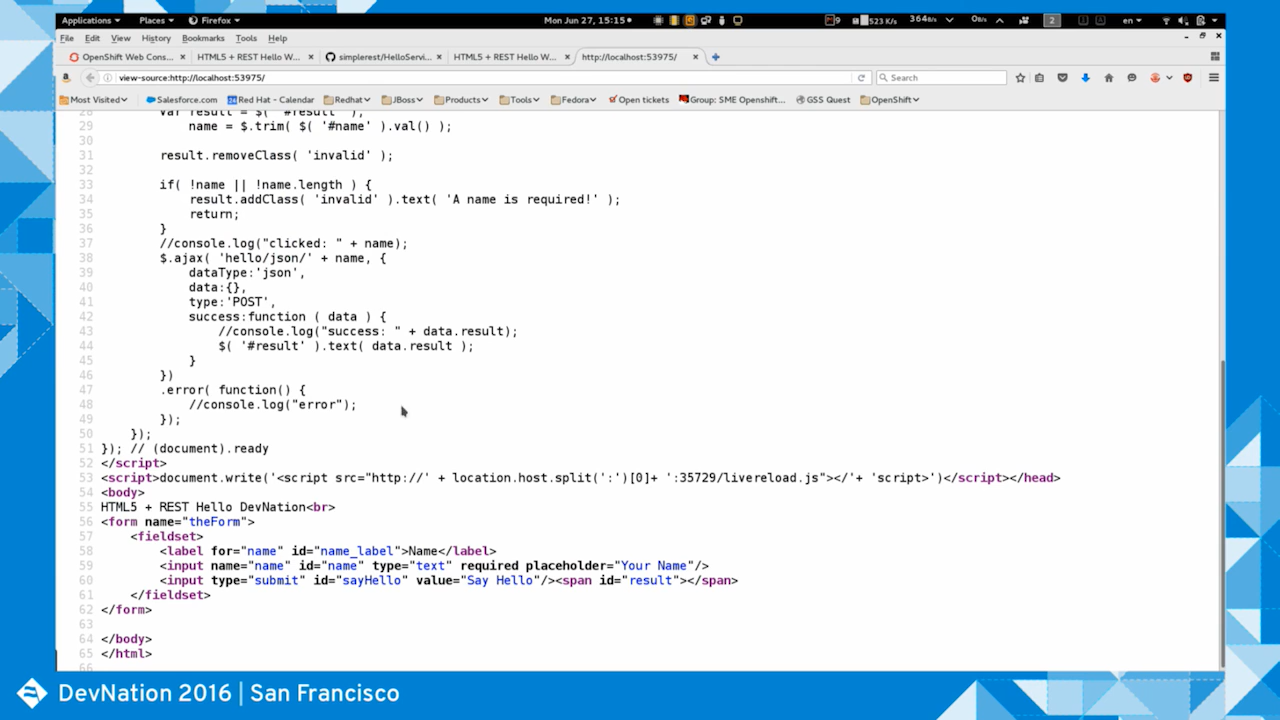 Applications Places Firefox Mon Jun 27, 15:15 9 523 K/s 364B/s 0B/s 2 en
File Edit View History Bookmarks Tools Help
OpenShift Web Cons... HTML5 + REST Hello W... simplerest/HelloServi... HTML5 + REST Hello W... http://localhost:53975/
view-source:http://localhost:53975/ Search
Most Visited Salesforce.com Red Hat - Calendar Redhat JBoss Products Tools Fedora Open tickets Group: SME Openshift... GSS Quest OpenShift
28 var result = $( '#result' ),
29 name = $.trim( $( '#name' ).val() );
30
31 result.removeClass( 'invalid' );
32
33 if( !name || !name.length ) {
34 result.addClass( 'invalid' ).text( 'A name is required!' );
35 return;
36 }
37 //console.log("clicked: " + name);
38 $.ajax( 'hello/json/' + name, {
39 dataType:'json',
40 data:{},
41 type:'POST',
42 success:function ( data ) {
43 //console.log("success: " + data.result);
44 $( '#result' ).text( data.result );
45 }
46 })
47 .error( function() {
48 //console.log("error");
49 });
50 });
51 }); // (document).ready
52 </script>
53 <script>document.write('<script src="http://' + location.host.split(':')[0]+ ':35729/livereload.js"></'+ 'script>')</script></head>
54 <body>
55 HTML5 + REST Hello DevNation<br>
56 <form name="theForm">
57 <fieldset>
58 <label for="name" id="name_label">Name</label>
59 <input name="name" id="name" type="text" required placeholder="Your Name"/>
60 <input type="submit" id="sayHello" value="Say Hello"/><span id="result"></span>
61 </fieldset>
62 </form>
63
64 </body>
65 </html>
66
DevNation 2016 | San Francisco